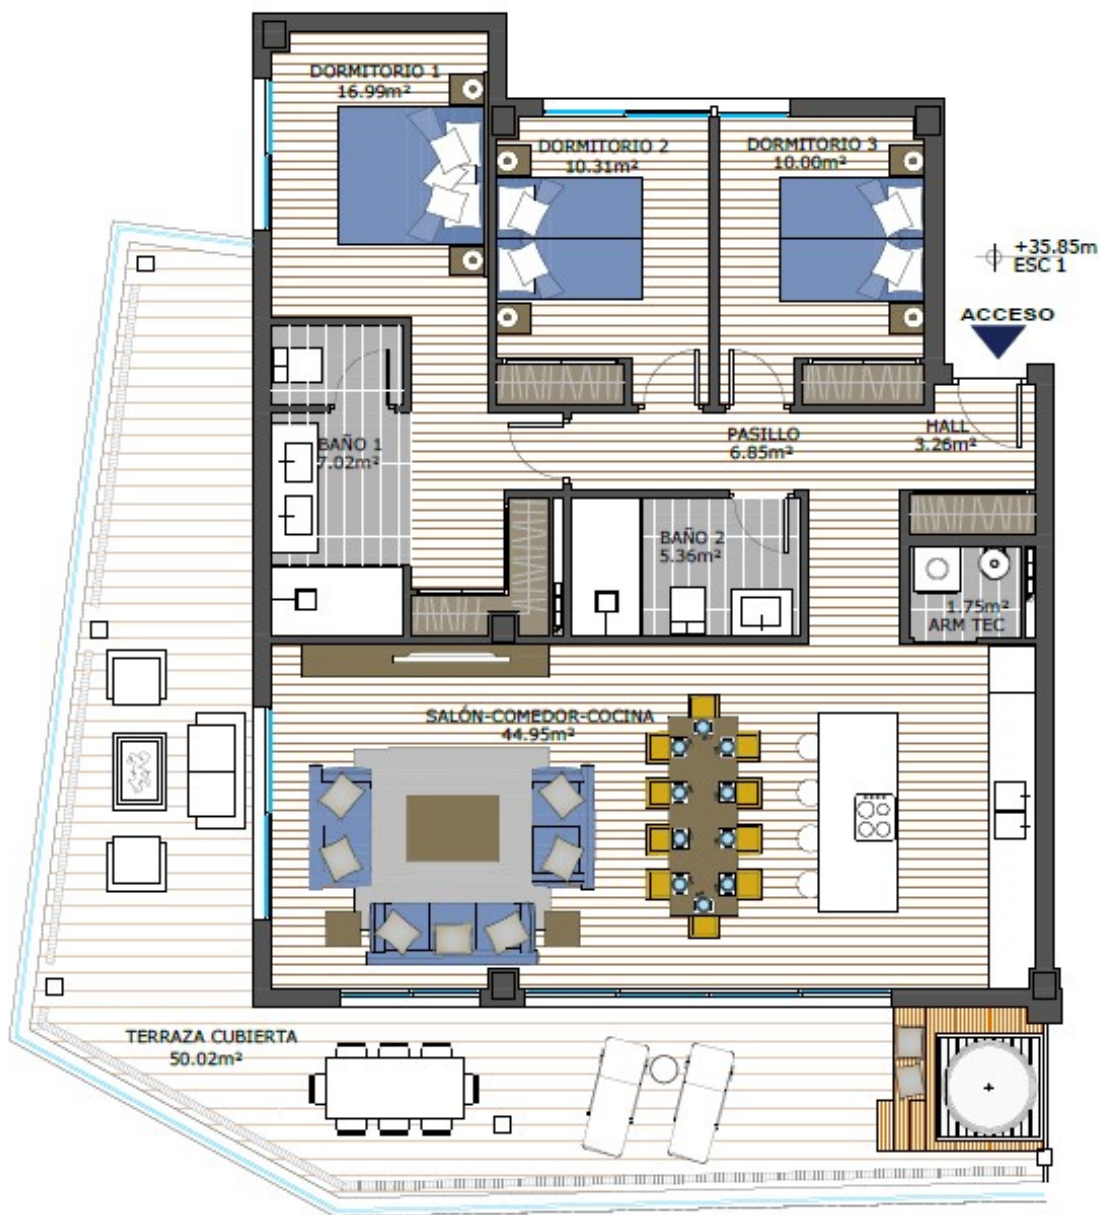 DORMITORIO 1
16.99m²
DORMITORIO 2
10.31m²
DORMITORIO 3
10.00m²
+35.85m
ESC 1
ACCESO
BAÑO 1
7.02m²
PASILLO
6.85m²
HALL
3.26m²
BAÑO 2
5.36m²
1.75m²
ARM TEC
SALÓN-COMEDOR-COCINA
44.95m²
TERRAZA CUBIERTA
50.02m²